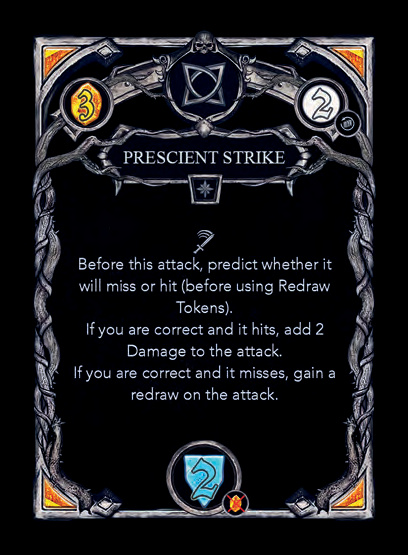 3
2
PRESCIENT STRIKE
Before this attack, predict whether it
will miss or hit (before using Redraw
Tokens).
If you are correct and it hits, add 2
Damage to the attack.
If you are correct and it misses, gain a
redraw on the attack.
2